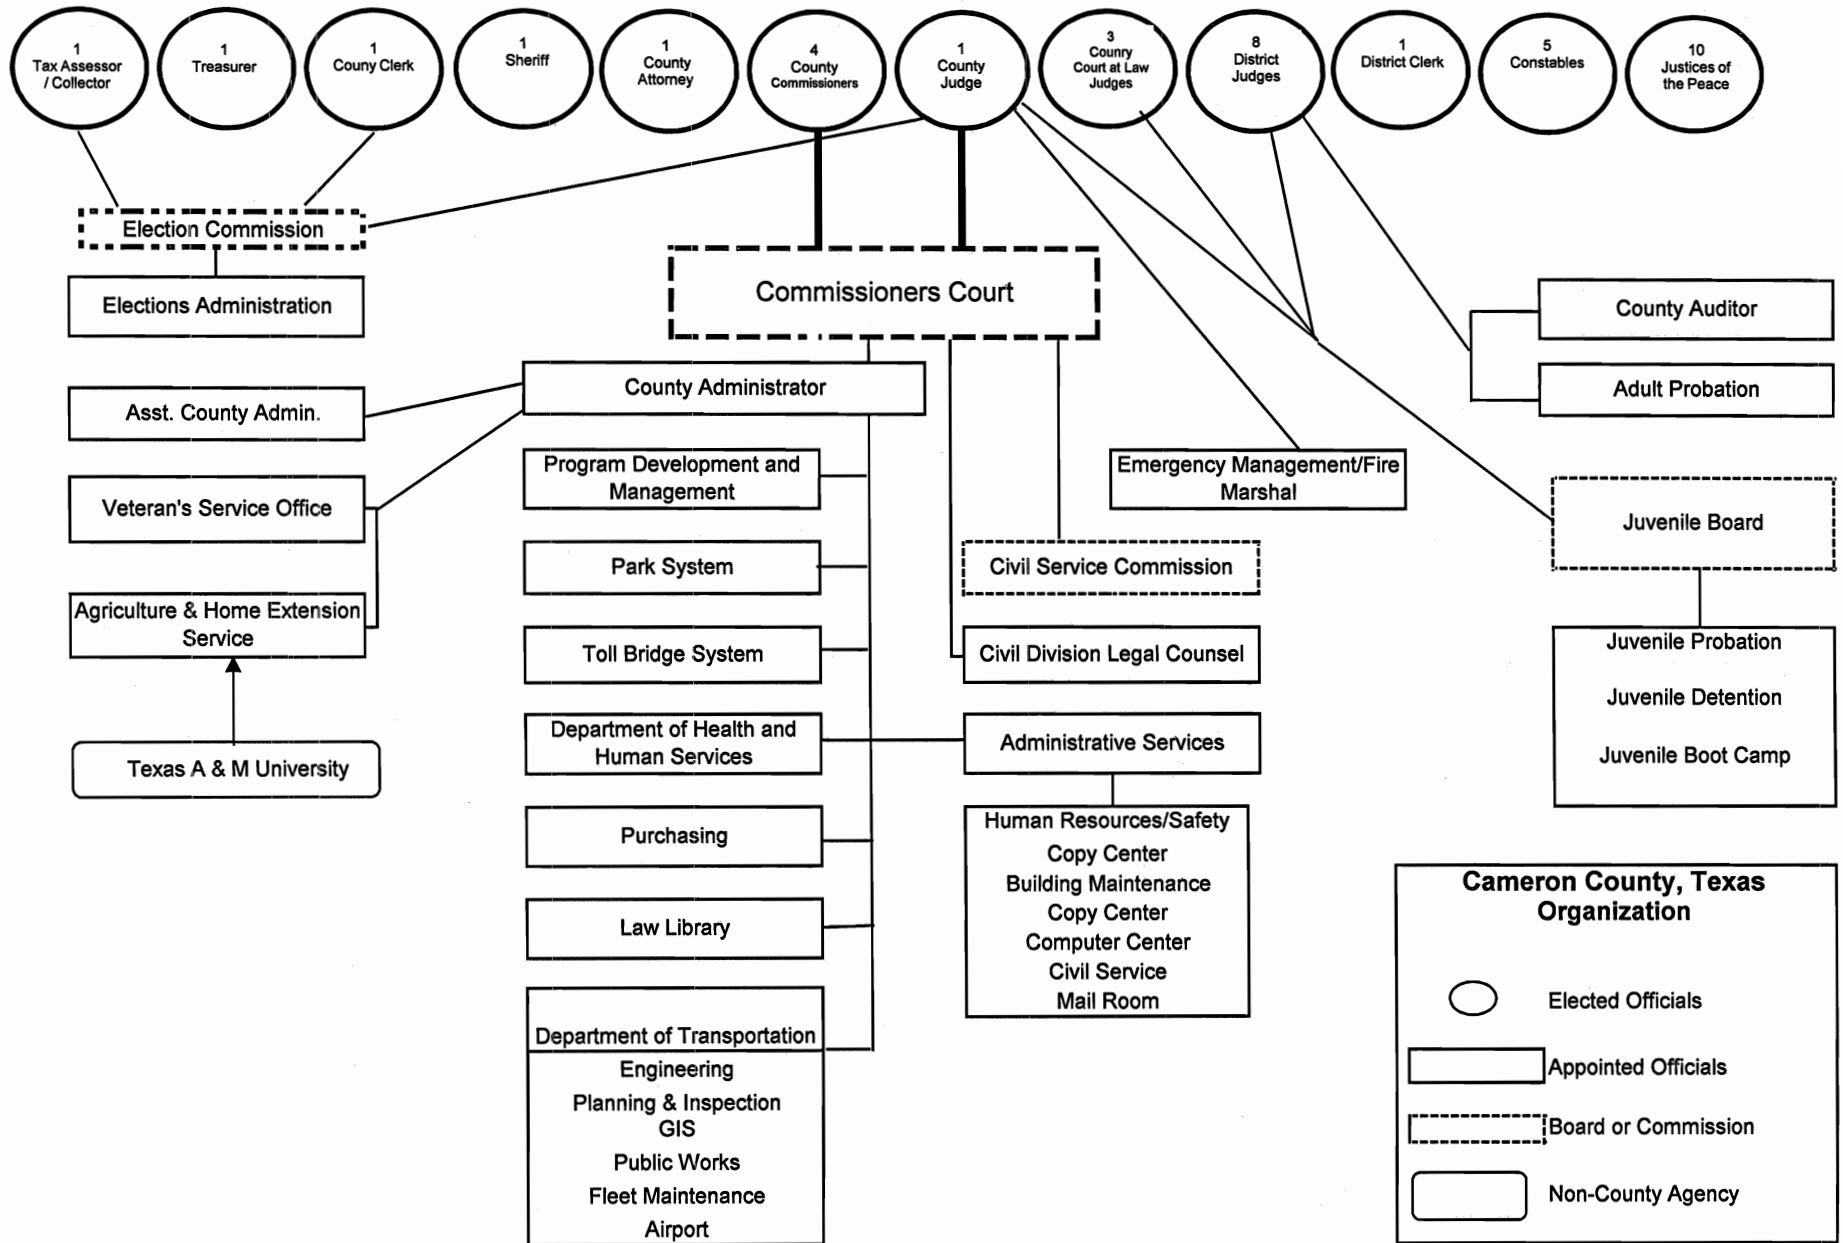 1
Tax Assessor
/ Collector
1
Treasurer
1
Couny Clerk
1
Sheriff
1
County
Attorney
4
County
Commissioners
1
County
Judge
3
Counry
Court at Law
Judges
8
District
Judges
1
District Clerk
5
Constables
10
Justices of
the Peace
Election Commission
Elections Administration
Commissioners Court
County Auditor
Adult Probation
County Administrator
Asst. County Admin.
Veteran's Service Office
Agriculture & Home Extension
Service
Texas A & M University
Program Development and
Management
Park System
Toll Bridge System
Department of Health and
Human Services
Purchasing
Law Library
Department of Transportation
Engineering
Planning & Inspection
GIS
Public Works
Fleet Maintenance
Airport
Emergency Management/Fire
Marshal
Civil Service Commission
Civil Division Legal Counsel
Administrative Services
Human Resources/Safety
Copy Center
Building Maintenance
Copy Center
Computer Center
Civil Service
Mail Room
Juvenile Board
Juvenile Probation
Juvenile Detention
Juvenile Boot Camp
Cameron County, Texas
Organization
Elected Officials
Appointed Officials
Board or Commission
Non-County Agency